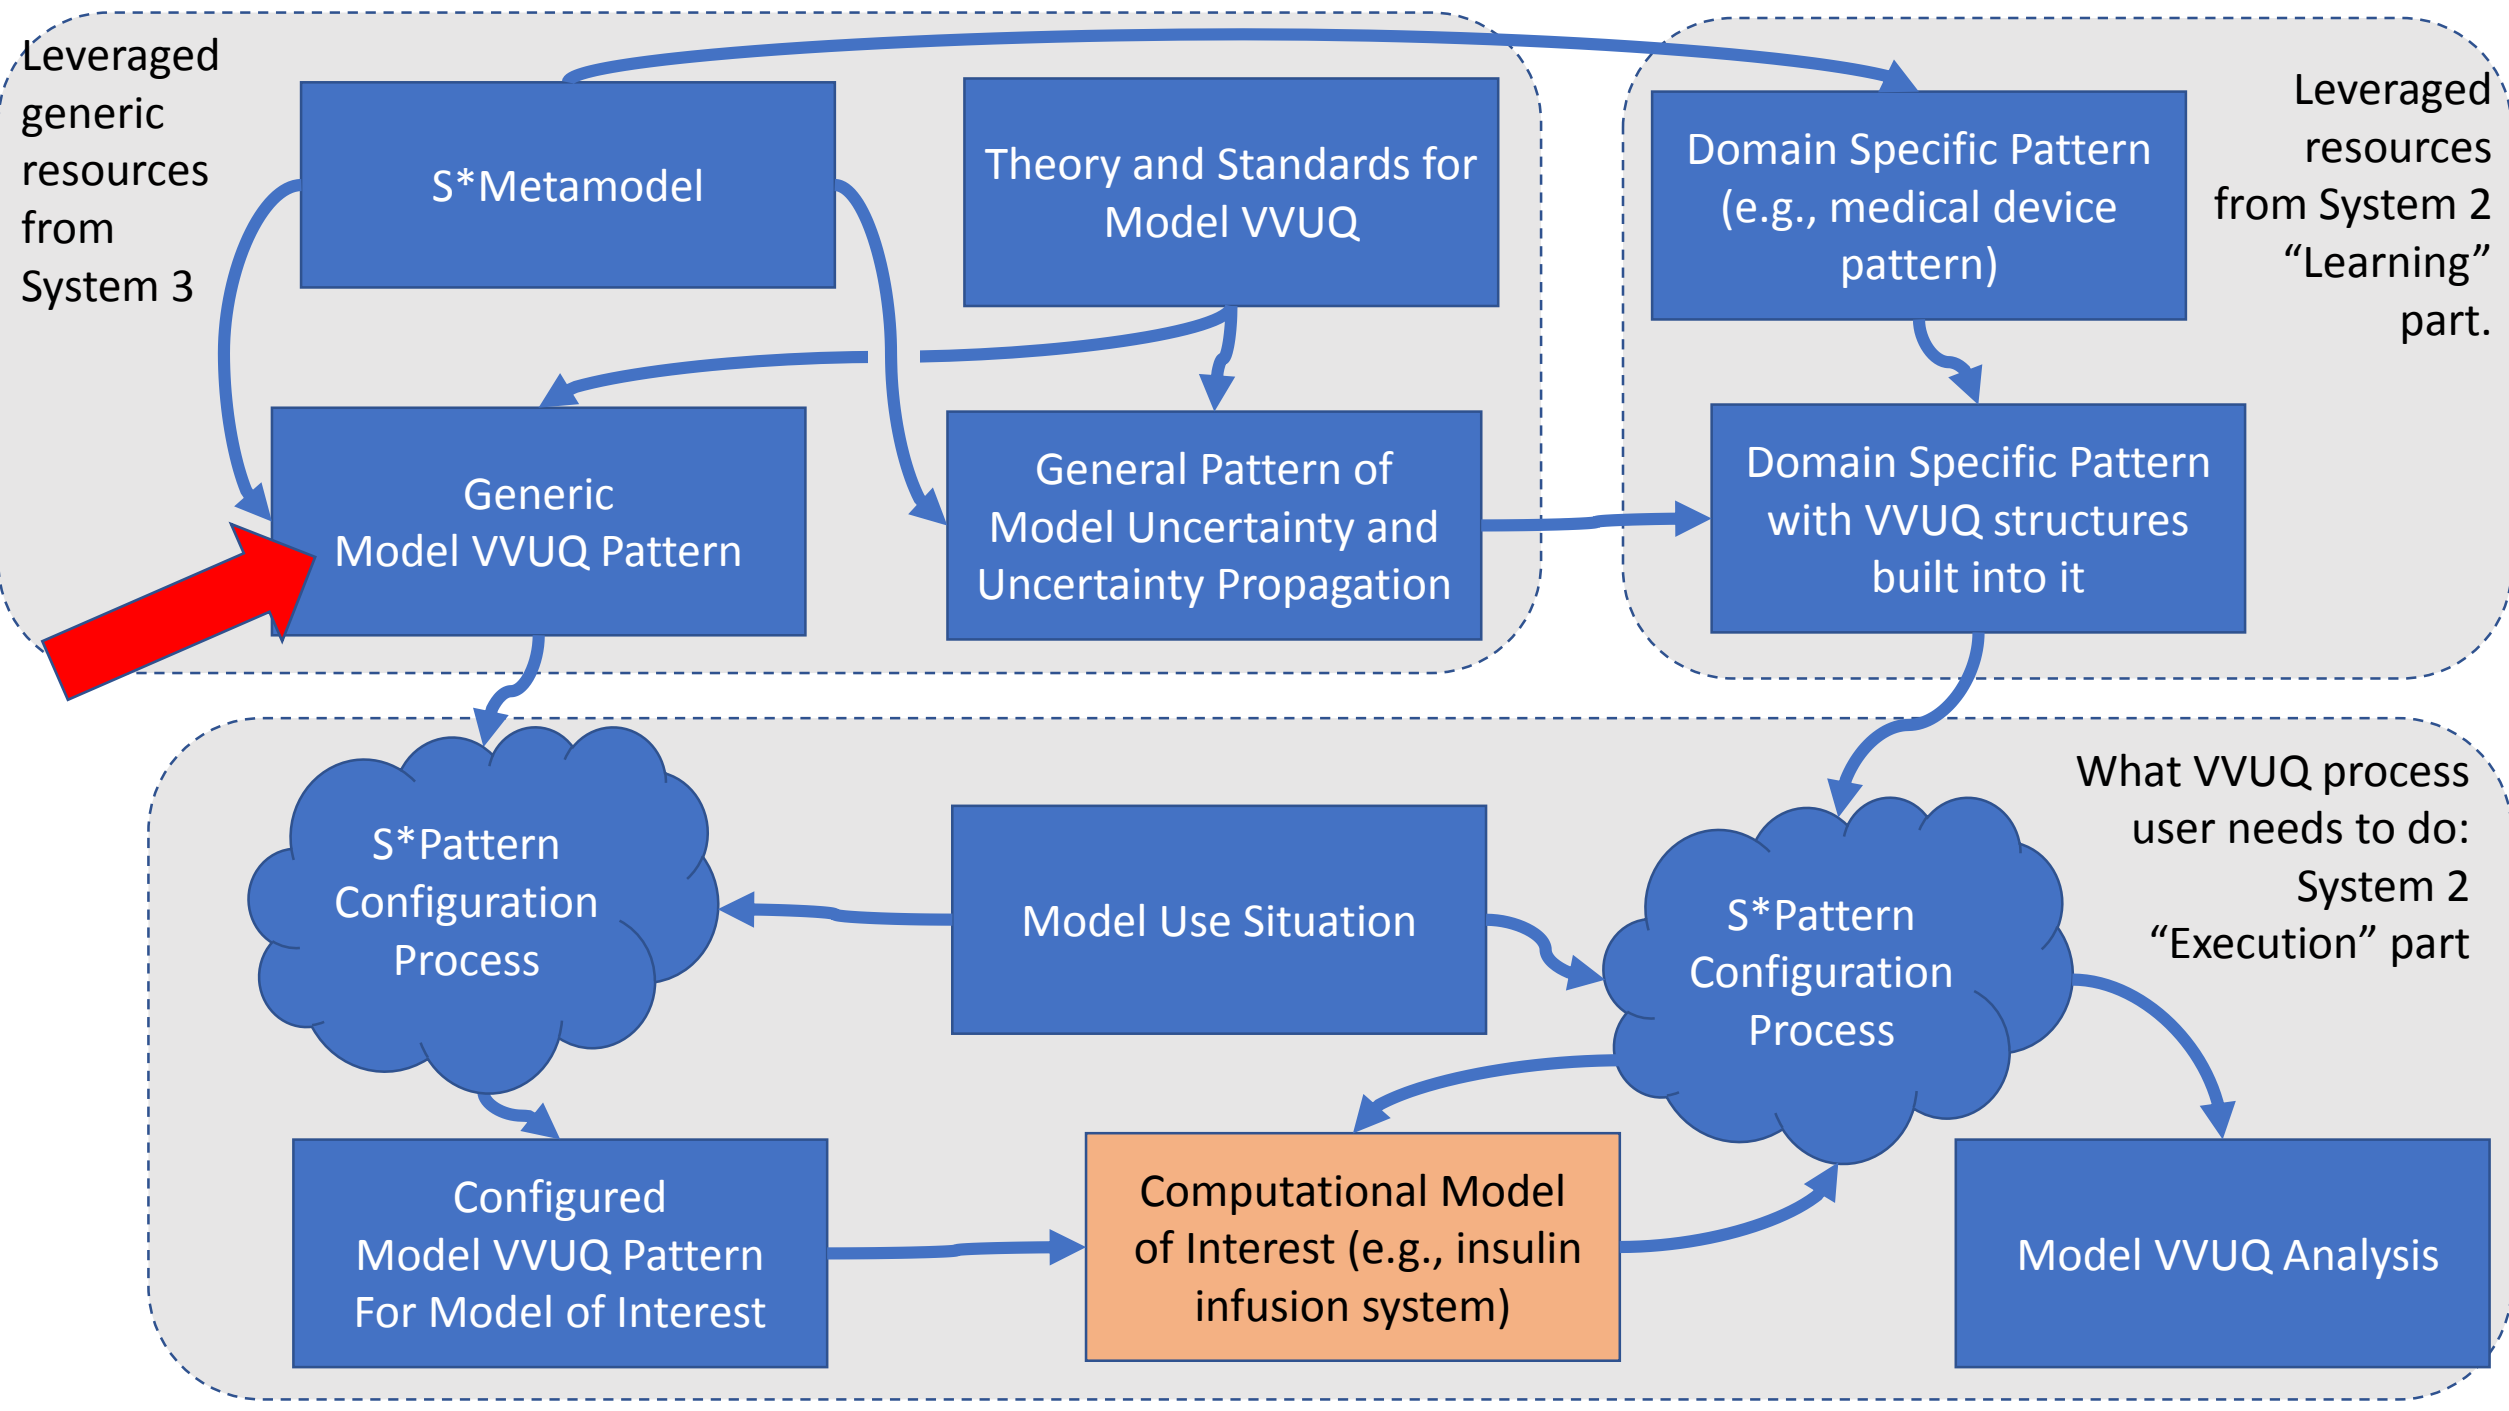 Leveraged
generic
resources
from
System 3
S*Metamodel
Theory and Standards for
Model VVUQ
Domain Specific Pattern
(e.g., medical device
pattern)
Leveraged
resources
from System 2
“Learning”
part.
Generic
Model VVUQ Pattern
General Pattern of
Model Uncertainty and
Uncertainty Propagation
Domain Specific Pattern
with VVUQ structures
built into it
What VVUQ process
user needs to do:
System 2
“Execution” part
S*Pattern
Configuration
Process
Model Use Situation
S*Pattern
Configuration
Process
Configured
Model VVUQ Pattern
For Model of Interest
Computational Model
of Interest (e.g., insulin
infusion system)
Model VVUQ Analysis